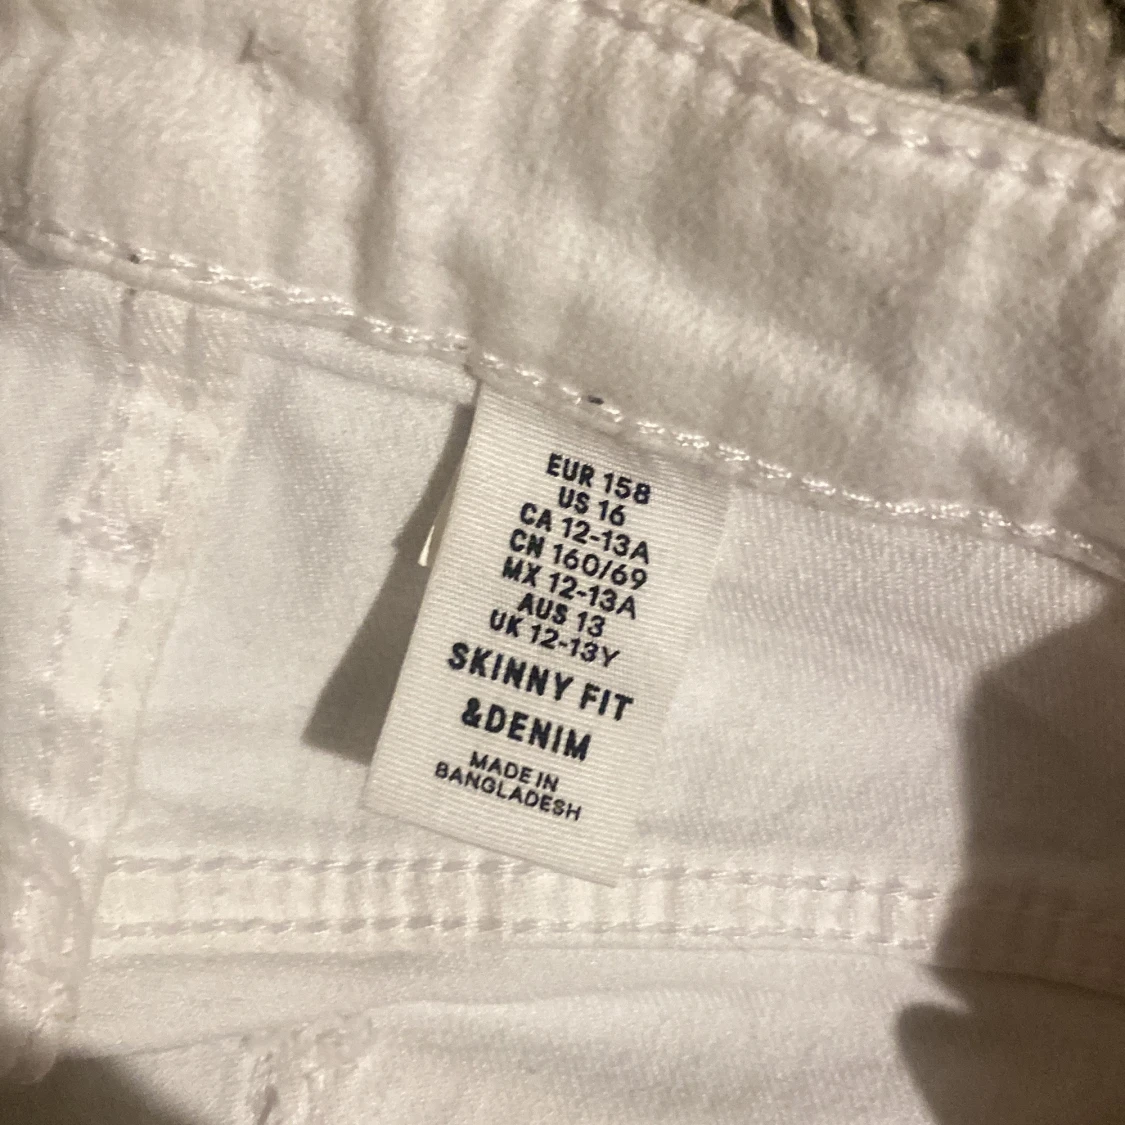 EUR 158
US 16
CA 12-13A
CN 160/69
MX 12-13A
AUS 13
UK 12-13Y
SKINNY FIT
&DENIM
MADE IN
BANGLADESH